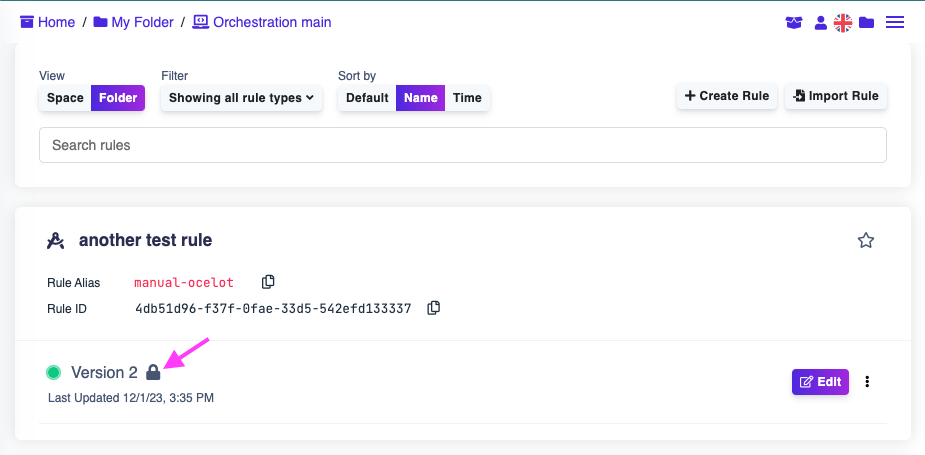 Home / My Folder / Orchestration main
View
Filter
Sort by
Space Folder
Showing all rule types
Default Name Time
Create Rule
Import Rule
Search rules
another test rule
Rule Alias manual-ocelot
Rule ID 4db51d96-f37f-0fae-33d5-542efd133337
Version 2
Edit
Last Updated 12/1/23, 3:35 PM